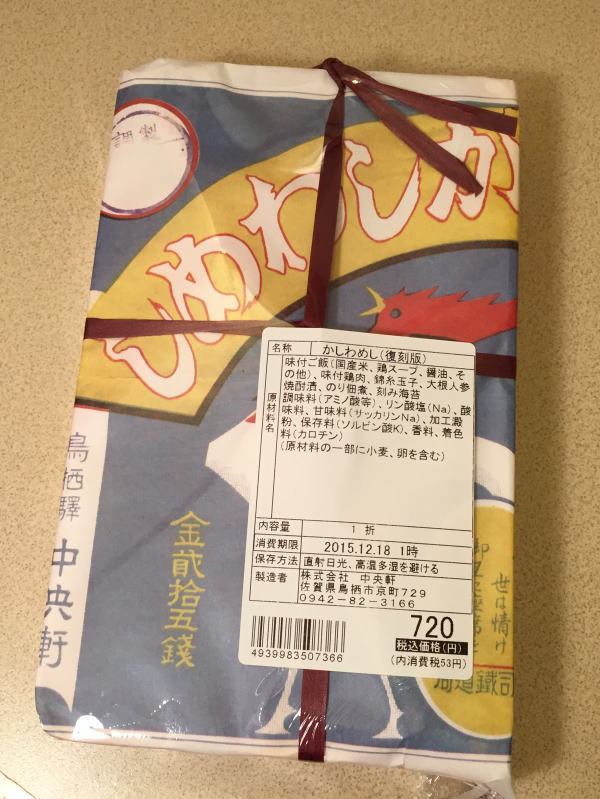 調製
しめわしか
鳥栖驛
中央軒
金貮拾五錢
名称 かしわめし(復刻版)
原材料名
味付ご飯(国産米、鶏スープ、醤油、そ
の他)、味付鶏肉、錦糸玉子、大根人参
焼酎漬、のり佃煮、刻み海苔
調味料(アミノ酸等)、リン酸塩(Na)、酸
味料、甘味料(サッカリンNa)、加工澱
粉、保存料(ソルビン酸K)、香料、着色
料(カロチン)
(原材料の一部に小麦、卵を含む)
内容量 1 折
消費期限 2015.12.18 1時
保存方法 直射日光、高温多湿を避ける
製造者 株式会社 中央軒
佐賀県鳥栖市京町729
0942-82-3166
4939983507366
720
税込価格(円)
(内消費税53円)
世は情け
道鐵司